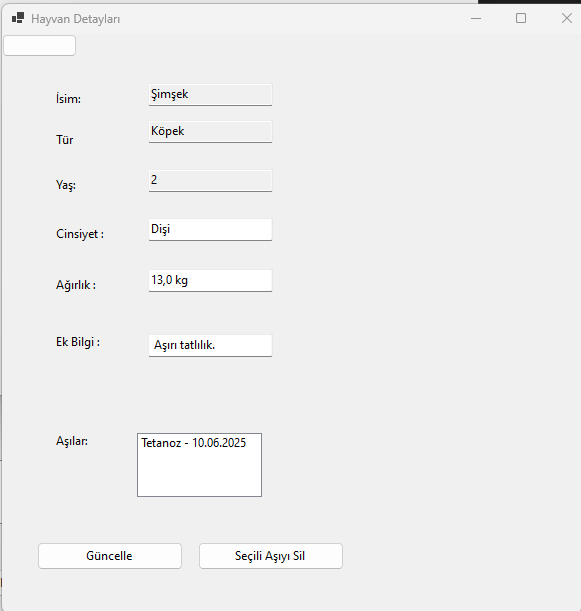 Hayvan Detayları
İsim: Şimşek
Tür Köpek
Yaş: 2
Cinsiyet : Dişi
Ağırlık : 13,0 kg
Ek Bilgi : Aşırı tatlılık.
Aşılar: Tetanoz - 10.06.2025
Güncelle Seçili Aşıyı Sil